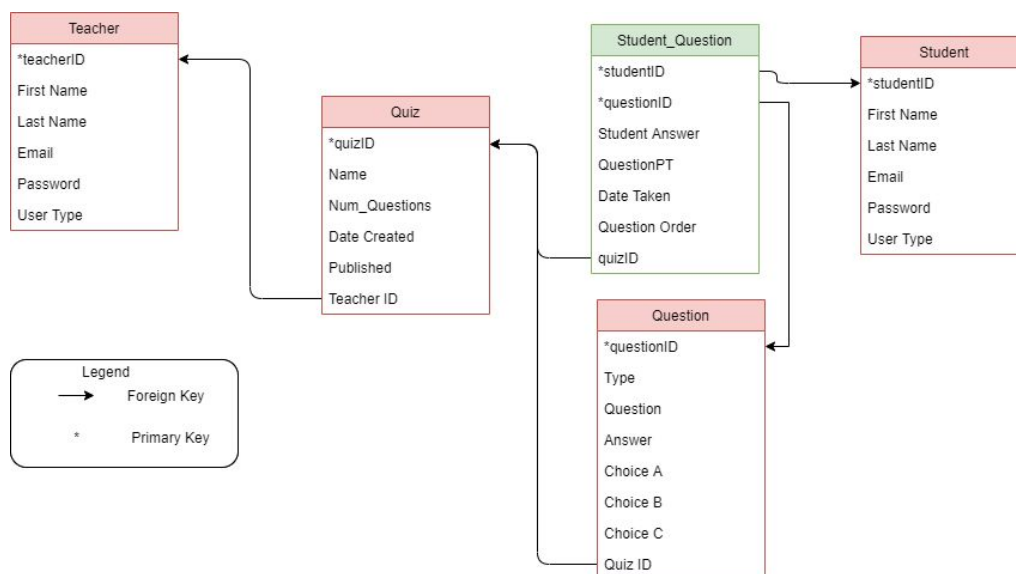 Teacher
*teacherID
First Name
Last Name
Email
Password
User Type
Quiz
*quizID
Name
Num_Questions
Date Created
Published
Teacher ID
Student_Question
*studentID
*questionID
Student Answer
QuestionPT
Date Taken
Question Order
quizID
Student
*studentID
First Name
Last Name
Email
Password
User Type
Question
*questionID
Type
Question
Answer
Choice A
Choice B
Choice C
Quiz ID
Legend
Foreign Key
* Primary Key